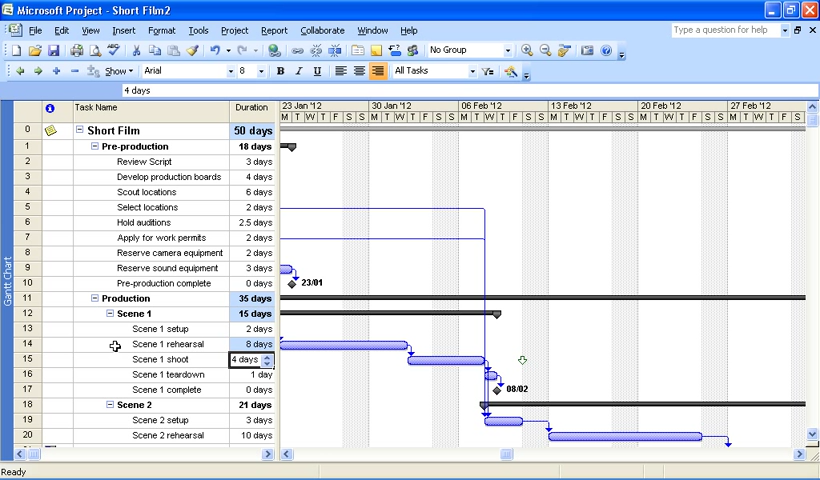 Microsoft Project - Short Film2
File Edit View Insert Format Tools Project Report Collaborate Window Help
Type a question for help
No Group
Show Arial 8 B I U All Tasks
4 days
Task Name Duration 23 Jan '12 30 Jan '12 06 Feb '12 13 Feb '12 20 Feb '12 27 Feb '12
M T W T F S S M T W T F S S M T W T F S S M T W T F S S M T W T F S S M T W T F S
0 Short Film 50 days
1 Pre-production 18 days
2 Review Script 3 days
3 Develop production boards 4 days
4 Scout locations 6 days
5 Select locations 2 days
6 Hold auditions 2.5 days
7 Apply for work permits 2 days
8 Reserve camera equipment 2 days
9 Reserve sound equipment 3 days
10 Pre-production complete 0 days 23/01
11 Production 35 days
12 Scene 1 15 days
13 Scene 1 setup 2 days
14 Scene 1 rehearsal 8 days
15 Scene 1 shoot 4 days
16 Scene 1 teardown 1 day
17 Scene 1 complete 0 days 08/02
18 Scene 2 21 days
19 Scene 2 setup 3 days
20 Scene 2 rehearsal 10 days
Gantt Chart
Ready